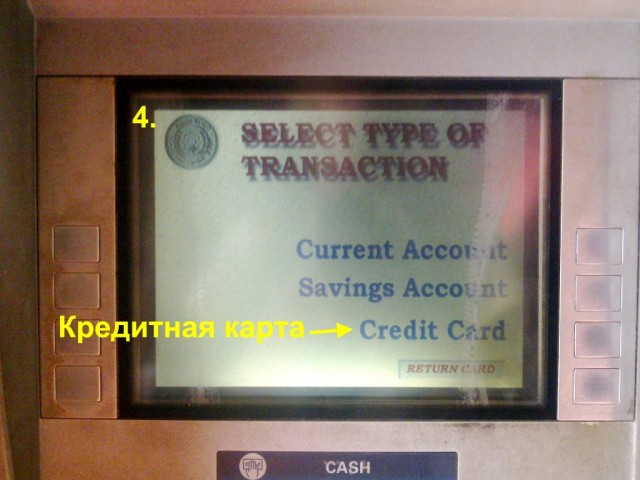 4.
SELECT TYPE OF
TRANSACTION
Current Account
Savings Account
Кредитная карта
Credit Card
RETURN CARD
CASH